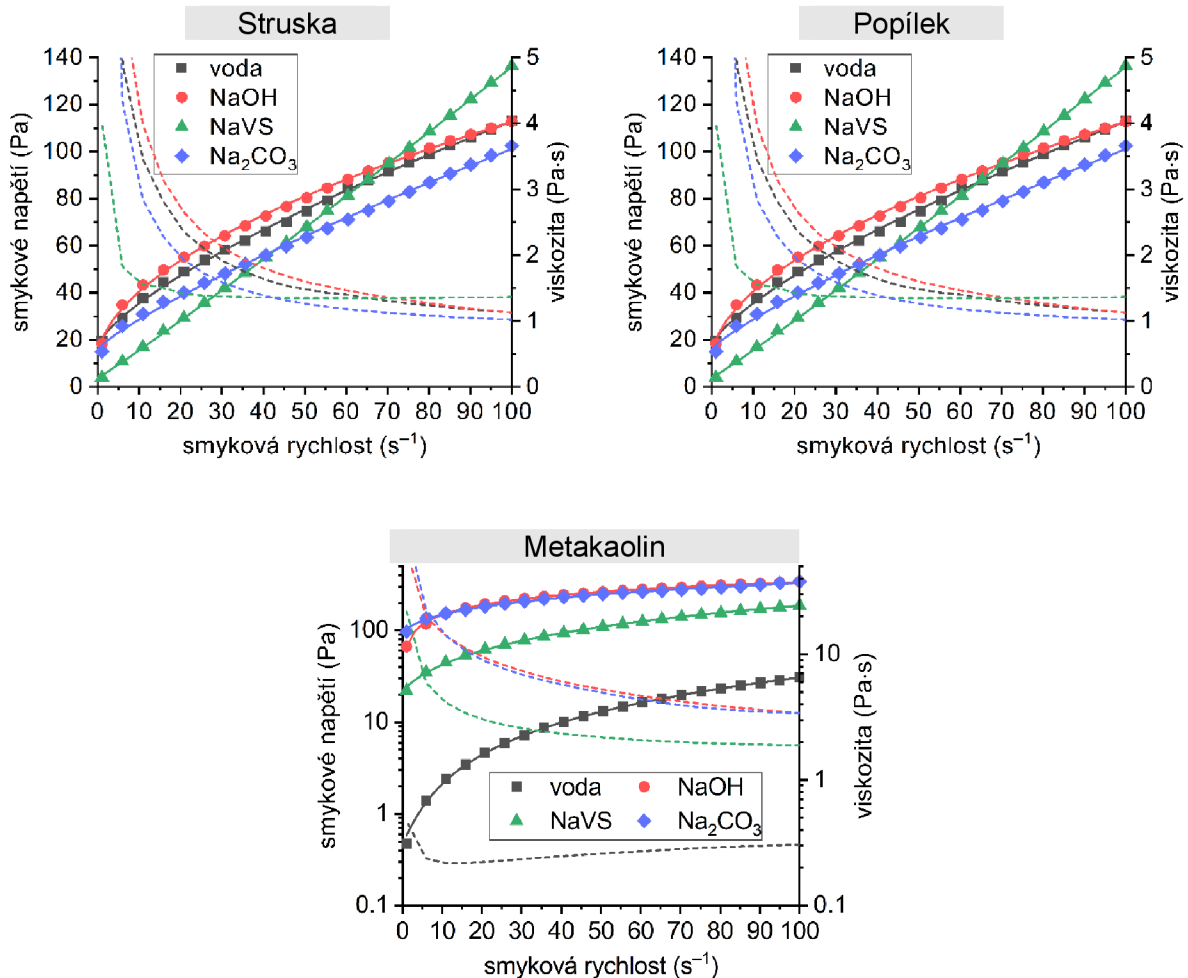 Struska
140
120
100
80
60
40
20
0
smykové napětí (Pa)
voda
NaOH
NaVS
Na₂CO₃
5
4
3
2
1
0
viskozita (Pa·s)
0 10 20 30 40 50 60 70 80 90 100
smyková rychlost (s⁻¹)
Popílek
140
120
100
80
60
40
20
0
smykové napětí (Pa)
voda
NaOH
NaVS
Na₂CO₃
5
4
3
2
1
0
viskozita (Pa·s)
0 10 20 30 40 50 60 70 80 90 100
smyková rychlost (s⁻¹)
Metakaolin
100
10
1
0.1
smykové napětí (Pa)
voda NaOH
NaVS Na₂CO₃
10
1
0.1
viskozita (Pa·s)
0 10 20 30 40 50 60 70 80 90 100
smyková rychlost (s⁻¹)